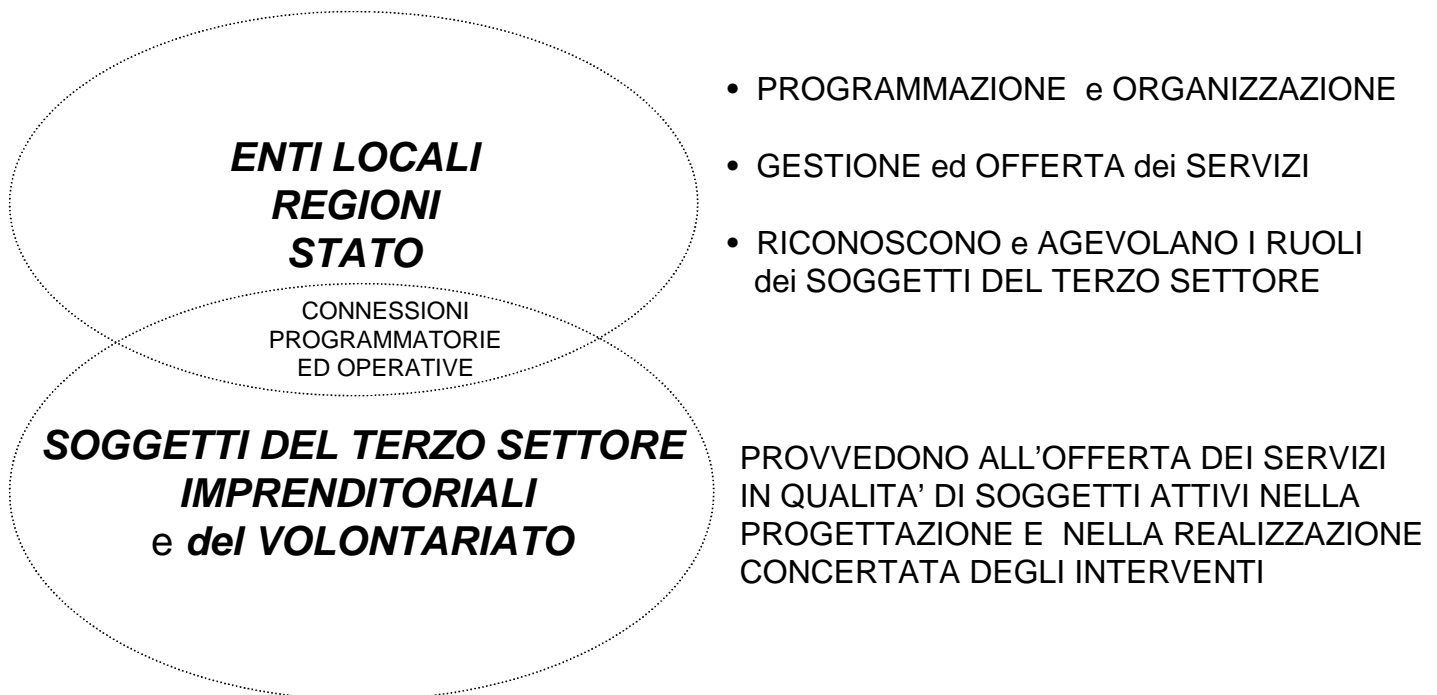 ENTI LOCALI
REGIONI
STATO
CONNESSIONI
PROGRAMMATORIE
ED OPERATIVE
SOGGETTI DEL TERZO SETTORE
IMPRENDITORIALI
e del VOLONTARIATO
• PROGRAMMAZIONE e ORGANIZZAZIONE
• GESTIONE ed OFFERTA dei SERVIZI
• RICONOSCONO e AGEVOLANO I RUOLI
dei SOGGETTI DEL TERZO SETTORE
PROVVEDONO ALL’OFFERTA DEI SERVIZI
IN QUALITA’ DI SOGGETTI ATTIVI NELLA
PROGETTAZIONE E NELLA REALIZZAZIONE
CONCERTATA DEGLI INTERVENTI